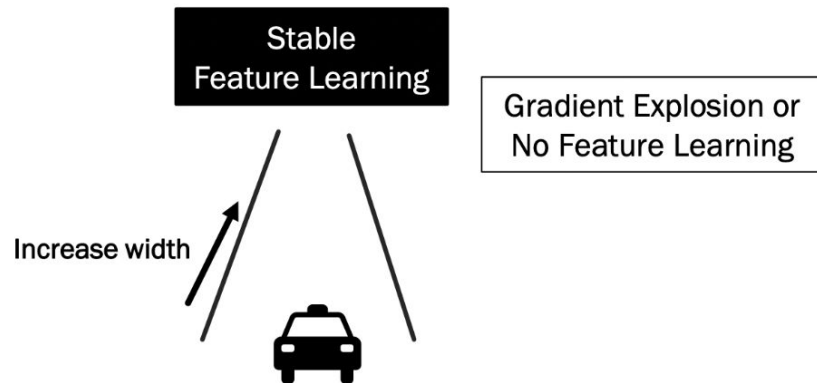 Stable
Feature Learning
Gradient Explosion or
No Feature Learning
Increase width